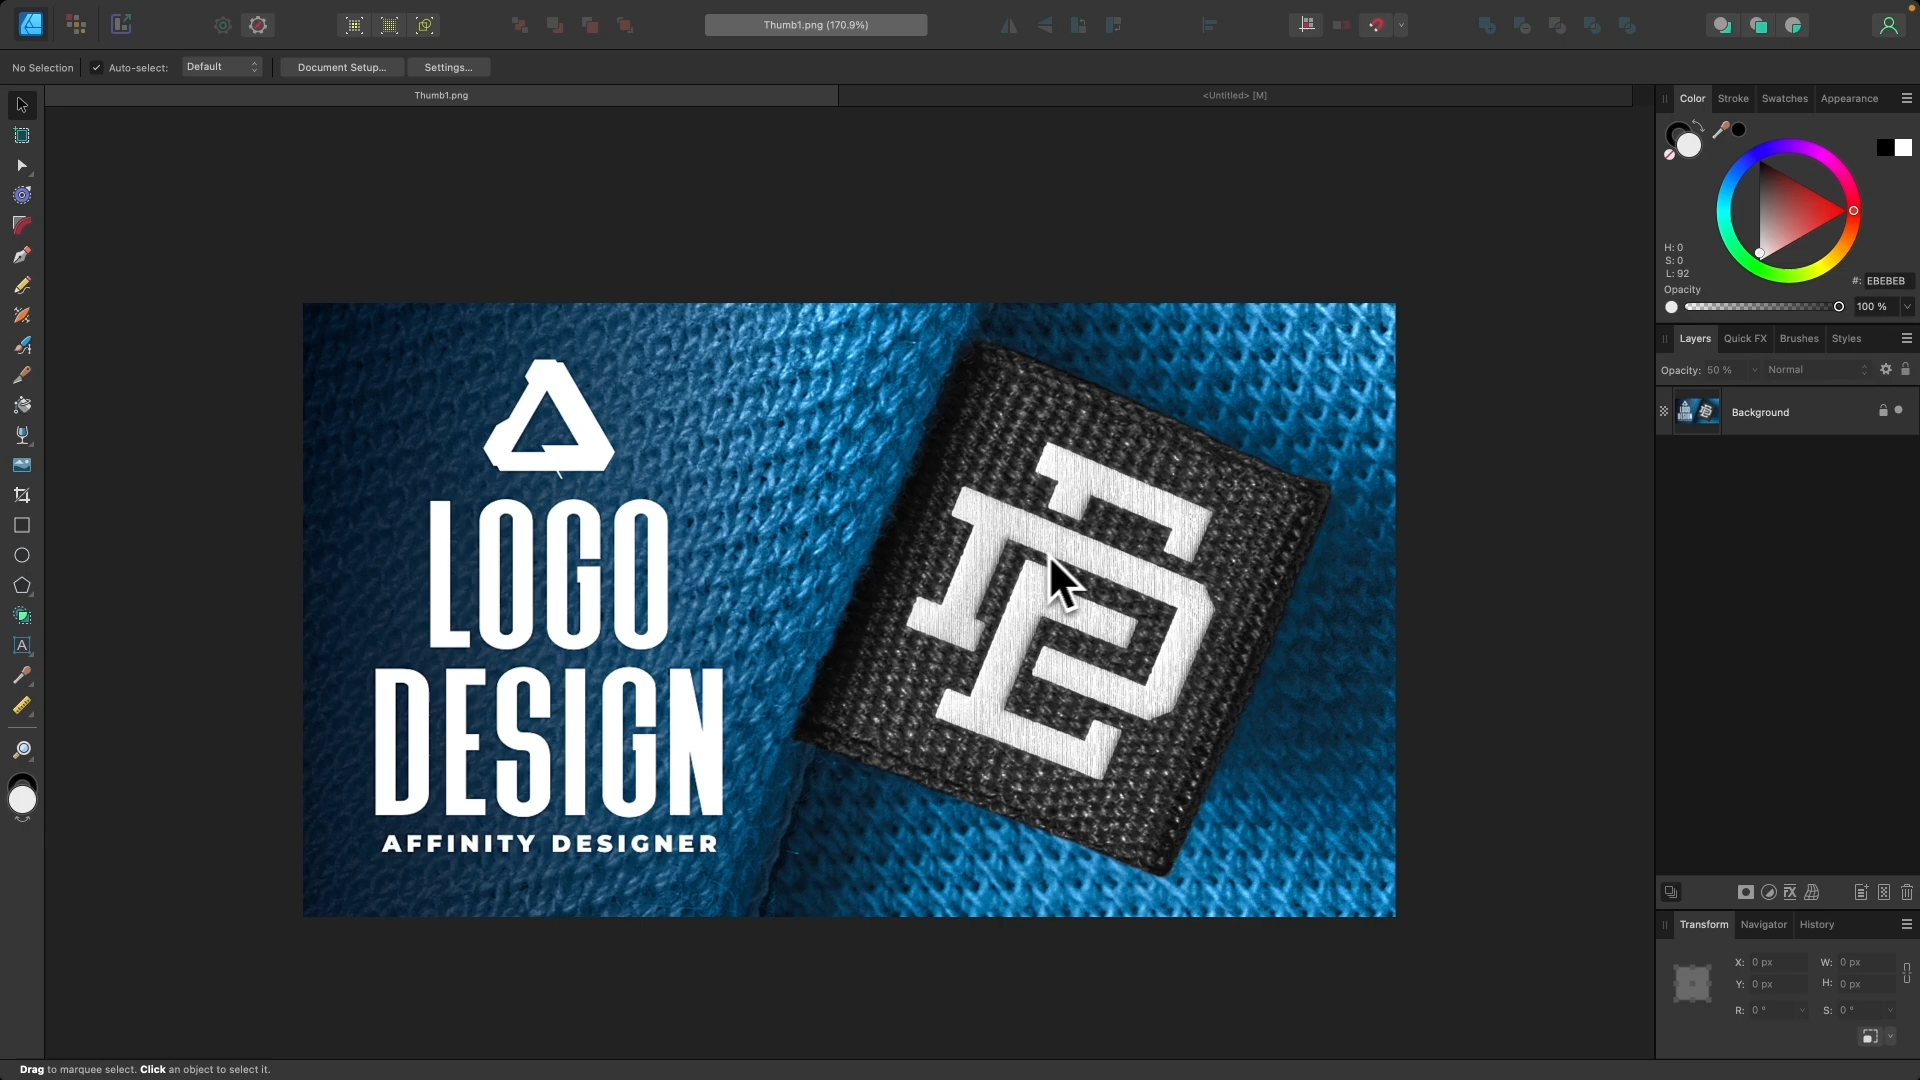 Thumb1.png (170.9%)
No Selection
Auto-select:
Default
Document Setup...
Settings...
Thumb1.png
<Untitled> [M]
Color
Stroke
Swatches
Appearance
H: 0
S: 0
L: 92
#: EBEBEB
Opacity
100 %
Layers
Quick FX
Brushes
Styles
Opacity: 50 %
Normal
Background
LOGO
DESIGN
AFFINITY DESIGNER
Transform
Navigator
History
X: 0 px
W: 0 px
Y: 0 px
H: 0 px
R: 0 °
S: 0 °
Drag to marquee select. Click an object to select it.